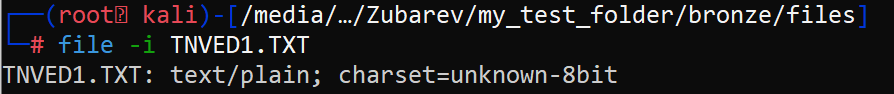 ┌──(root㉿ kali)-[/media/…/Zubarev/my_test_folder/bronze/files]
└─# file -i TNVED1.TXT
TNVED1.TXT: text/plain; charset=unknown-8bit